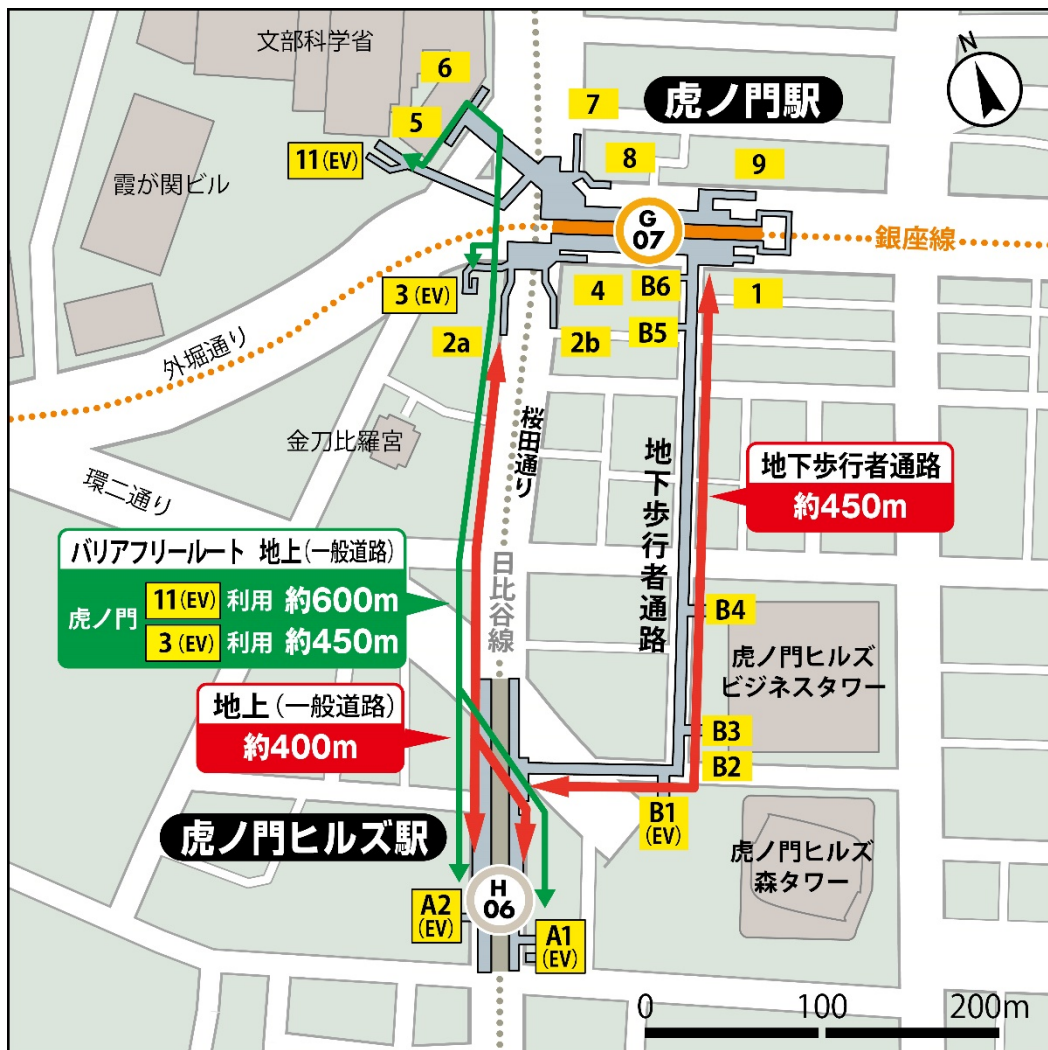 文部科学省
N
6
7
虎ノ門駅
5
8
9
11(EV)
霞が関ビル
G
07
銀座線
3(EV)
4
B6
1
2a
2b
B5
外堀通り
金刀比羅宮
桜田通り
環二通り
地下歩行者通路
地下歩行者通路
約450m
バリアフリールート 地上(一般道路)
虎ノ門
11(EV) 利用 約600m
3(EV) 利用 約450m
日比谷線
B4
虎ノ門ヒルズ
ビジネスタワー
地上(一般道路)
約400m
B3
B2
B1
(EV)
虎ノ門ヒルズ駅
虎ノ門ヒルズ
森タワー
H
06
A2
(EV)
A1
(EV)
0 100 200m